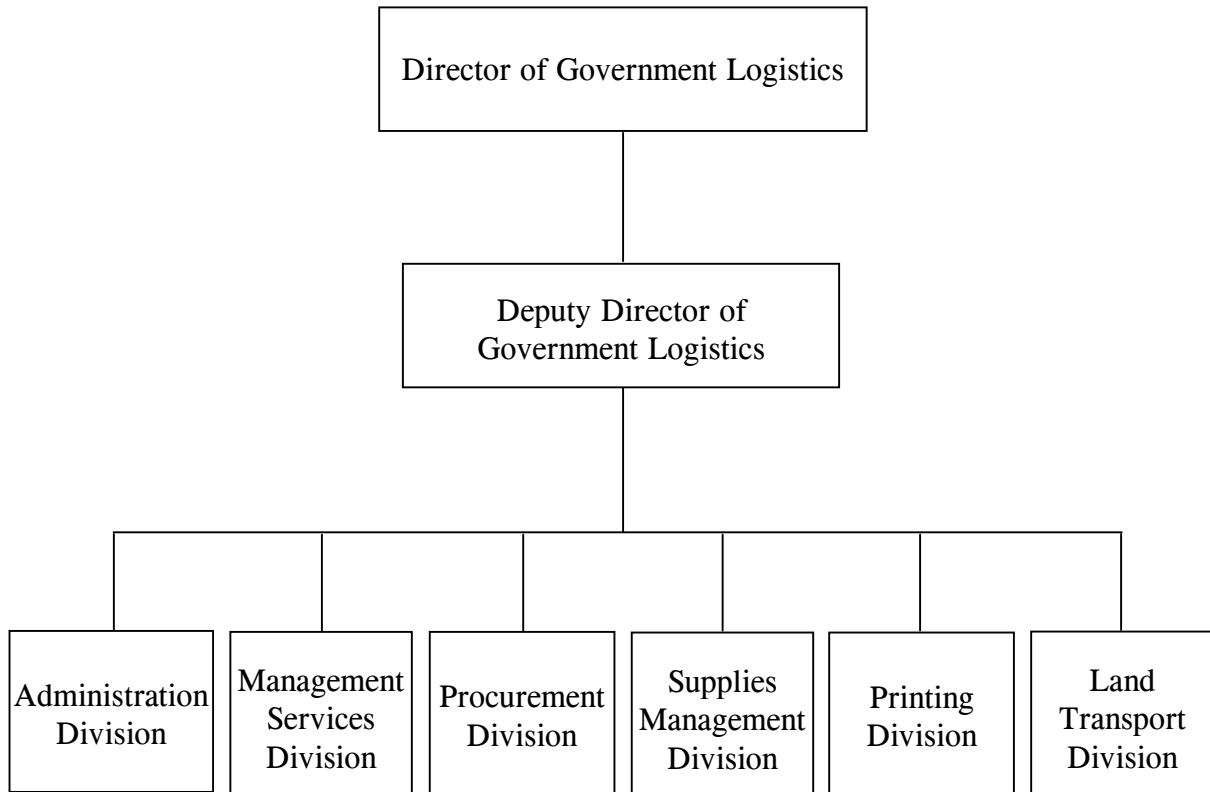 Director of Government Logistics
Deputy Director of
Government Logistics
Administration
Division
Management
Services
Division
Procurement
Division
Supplies
Management
Division
Printing
Division
Land
Transport
Division